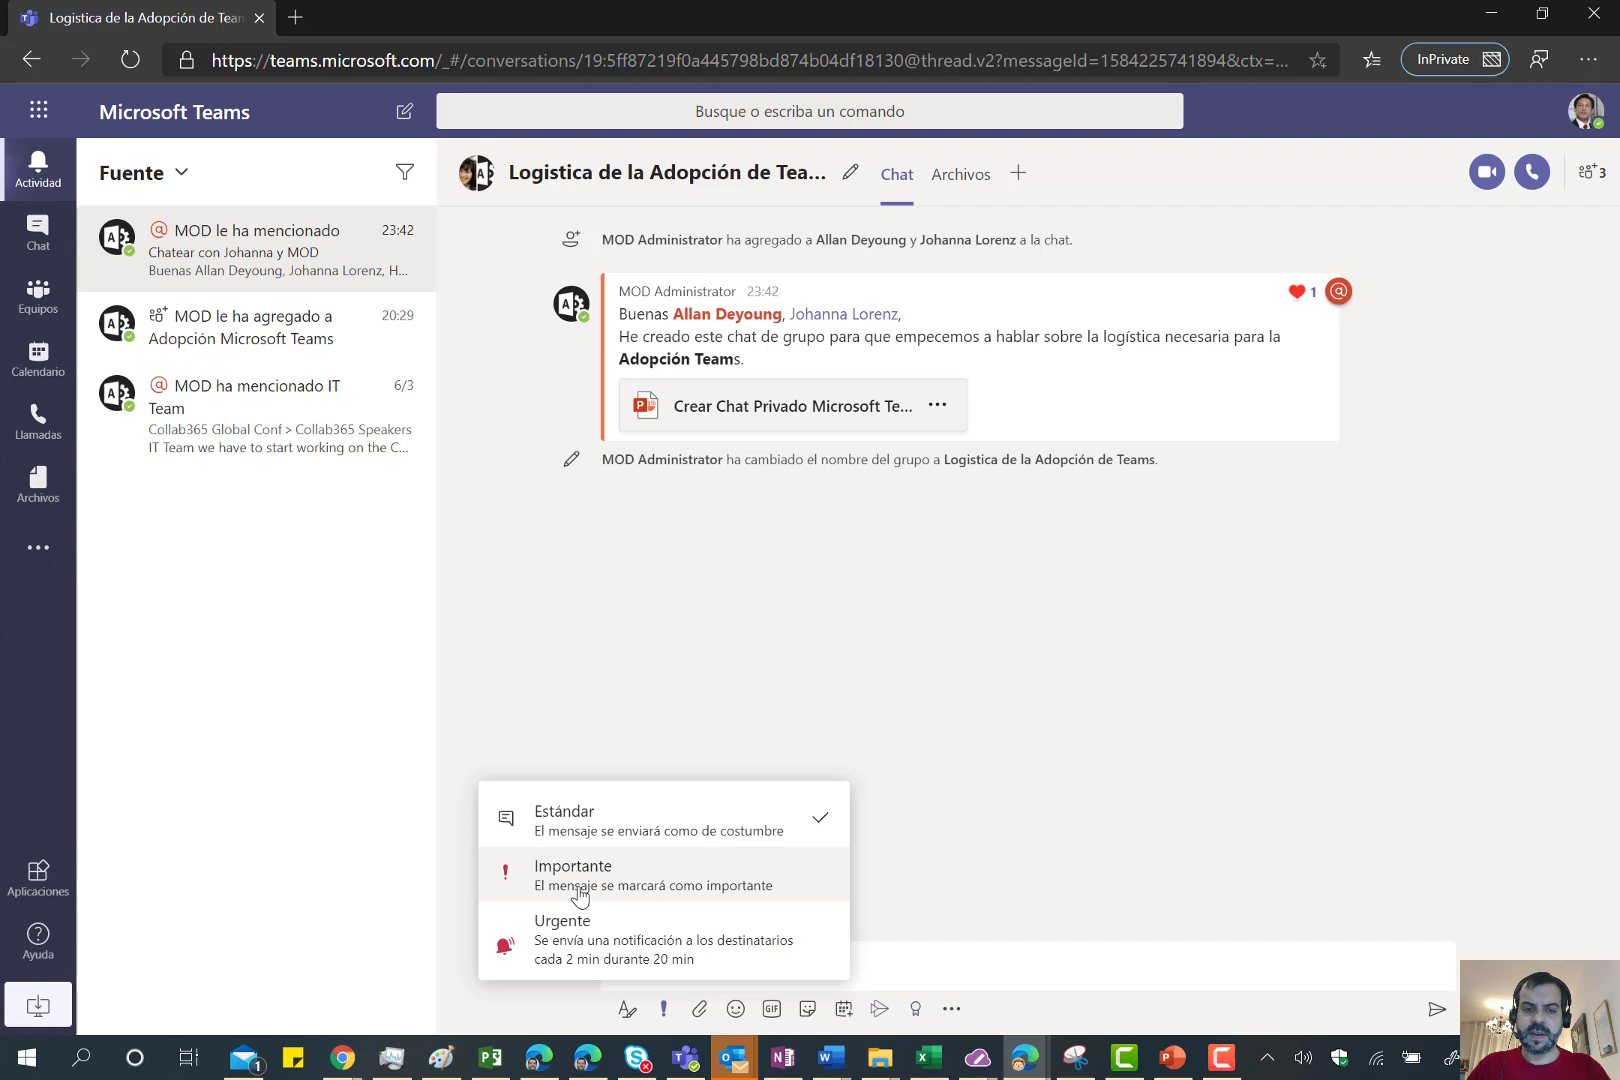 Logistica de la Adopción de Tean
https://teams.microsoft.com/_#/conversations/19:5ff87219f0a445798bd874b04df18130@thread.v2?messageId=1584225741894&ctx=...
InPrivate
Microsoft Teams
Busque o escriba un comando
Actividad
Chat
Equipos
Calendario
Llamadas
Archivos
Aplicaciones
Ayuda
Fuente
MOD le ha mencionado 23:42
Chatear con Johanna y MOD
Buenas Allan Deyoung, Johanna Lorenz, H...
MOD le ha agregado a 20:29
Adopción Microsoft Teams
MOD ha mencionado IT 6/3
Team
Collab365 Global Conf > Collab365 Speakers
IT Team we have to start working on the C...
Logistica de la Adopción de Tea... Chat Archivos 3
MOD Administrator ha agregado a Allan Deyoung y Johanna Lorenz a la chat.
MOD Administrator 23:42 1
Buenas Allan Deyoung, Johanna Lorenz,
He creado este chat de grupo para que empecemos a hablar sobre la logística necesaria para la
Adopción Teams.
Crear Chat Privado Microsoft Te... ...
MOD Administrator ha cambiado el nombre del grupo a Logistica de la Adopción de Teams.
Estándar
El mensaje se enviará como de costumbre
Importante
El mensaje se marcará como importante
Urgente
Se envía una notificación a los destinatarios
cada 2 min durante 20 min
GIF
1